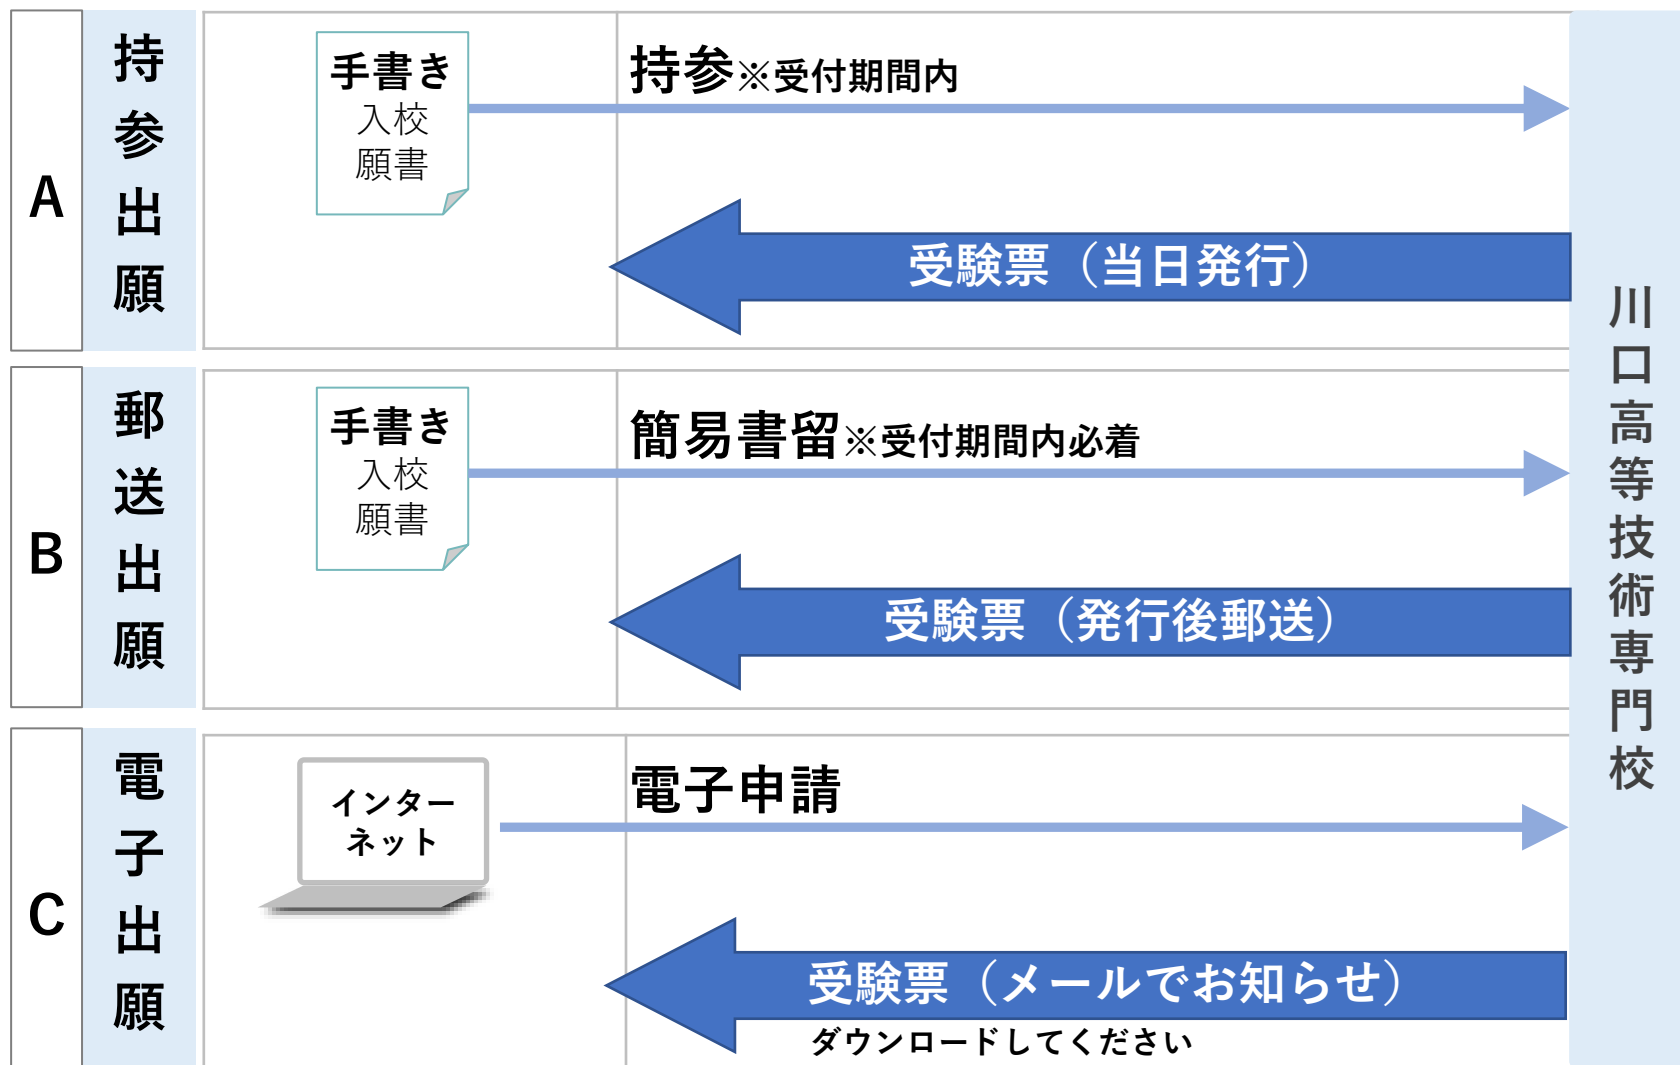 A
持参出願
手書き
入校
願書
持参※受付期間内
受験票（当日発行）
B
郵送出願
手書き
入校
願書
簡易書留※受付期間内必着
受験票（発行後郵送）
C
電子出願
インター
ネット
電子申請
受験票（メールでお知らせ）
ダウンロードしてください
川口高等技術専門校